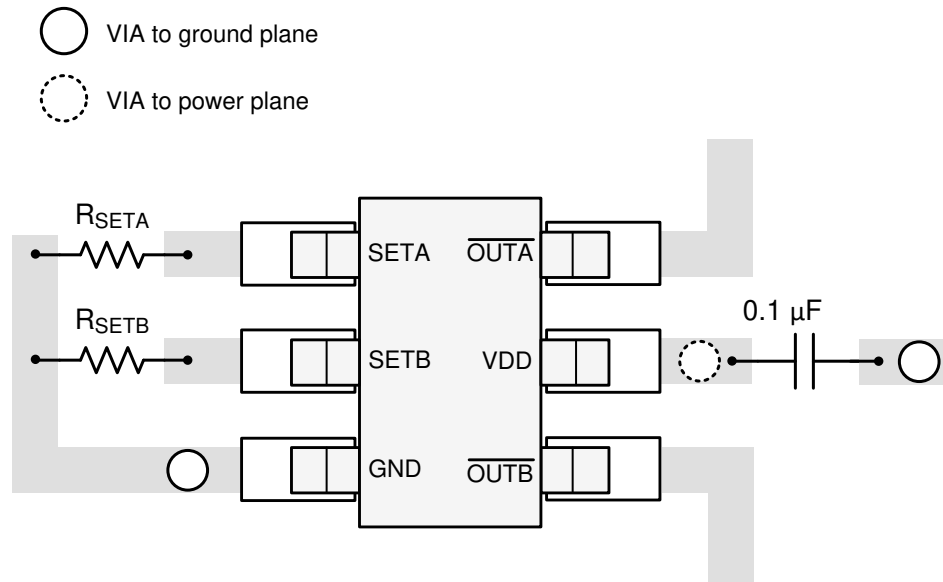 VIA to ground plane
VIA to power plane
RSETA
SETA
OUTA
RSETB
SETB
VDD
0.1 µF
GND
OUTB